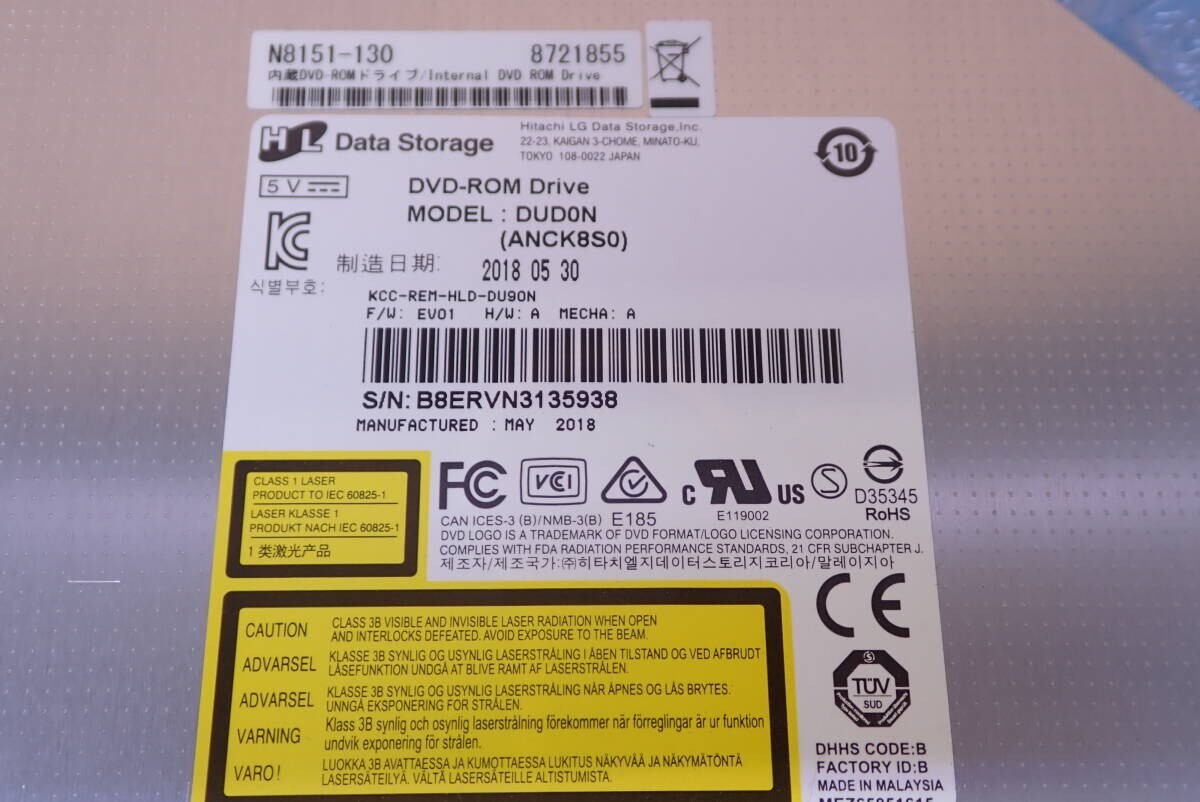 N8151-130 8721855
内蔵DVD-ROMドライブ/Internal DVD ROM Drive
HL Data Storage
Hitachi LG Data Storage,Inc.
22-23, KAIGAN 3-CHOME, MINATO-KU,
TOKYO 108-0022 JAPAN
10
5 V
DVD-ROM Drive
MODEL : DUD0N
(ANCK8S0)
制造日期: 2018 05 30
식별부호:
KCC-REM-HLD-DU90N
F/W: EV01 H/W: A MECHA: A
S/N: B8ERVN3135938
MANUFACTURED : MAY 2018
CLASS 1 LASER
PRODUCT TO IEC 60825-1
LASER KLASSE 1
PRODUKT NACH IEC 60825-1
1 类激光产品
FC VCI c UR US S D35345
RoHS
E119002
CAN ICES-3 (B)/NMB-3(B) E185
DVD LOGO IS A TRADEMARK OF DVD FORMAT/LOGO LICENSING CORPORATION.
COMPLIES WITH FDA RADIATION PERFORMANCE STANDARDS, 21 CFR SUBCHAPTER J.
제조자/제조국가:㈜히타치엘지데이터스토리지코리아/말레이지아
CE
CAUTION CLASS 3B VISIBLE AND INVISIBLE LASER RADIATION WHEN OPEN
AND INTERLOCKS DEFEATED. AVOID EXPOSURE TO THE BEAM.
ADVARSEL KLASSE 3B SYNLIG OG USYNLIG LASERSTRÅLING I ÅBEN TILSTAND OG VED AFBRUDT
LÅSEFUNKTION UNDGÅ AT BLIVE RAMT AF LASERSTRÅLEN.
ADVARSEL KLASSE 3B SYNLIG OG USYNLIG LASERSTRÅLING NÅR ÅPNES OG LÅS BRYTES.
UNNGÅ EKSPONERING FOR STRÅLEN.
VARNING Klass 3B synlig och osynlig laserstrålning förekommer när förreglingar är ur funktion
undvik exponering för strålen.
VARO! LUOKKA 3B AVATTAESSA JA KUMOTTAESSA LUKITUS NÄKYVÄÄ JA NÄKYMÄTÖNTÄ
LASERSÄTEILYÄ. VÄLTÄ LASERSÄTEILLE ALTISTUMISTA.
TÜV
SUD
DHHS CODE:B
FACTORY ID:B
MADE IN MALAYSIA